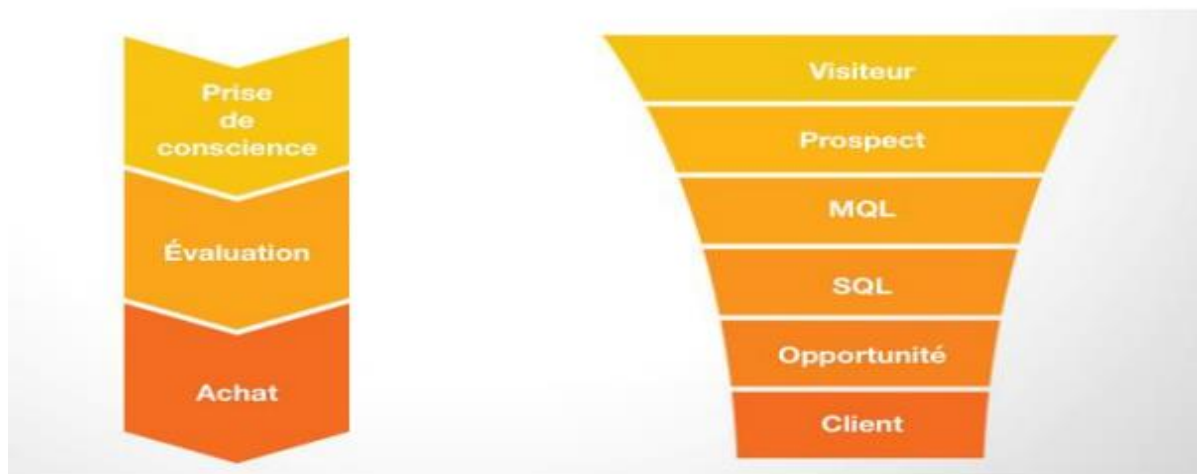 Prise
de
conscience
Évaluation
Achat
Visiteur
Prospect
MQL
SQL
Opportunité
Client